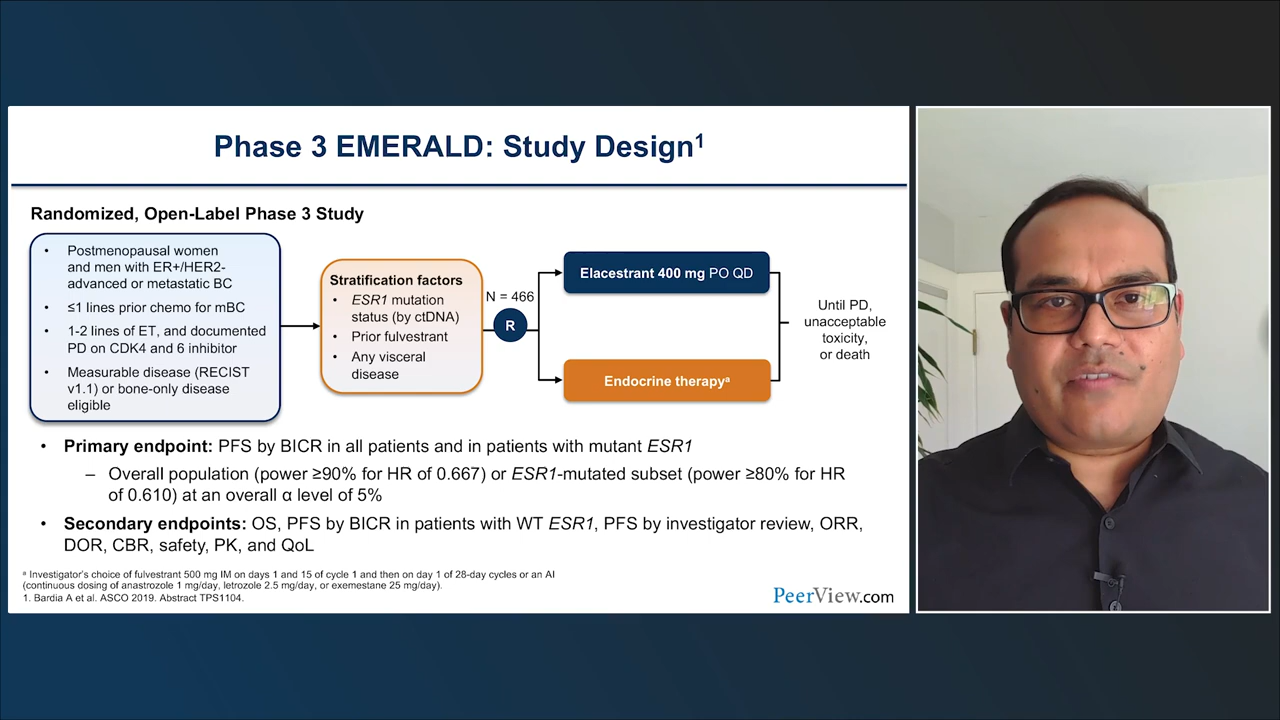 Phase 3 EMERALD: Study Design¹
Randomized, Open-Label Phase 3 Study
• Postmenopausal women
and men with ER+/HER2-
advanced or metastatic BC
• ≤1 lines prior chemo for mBC
• 1-2 lines of ET, and documented
PD on CDK4 and 6 inhibitor
• Measurable disease (RECIST
v1.1) or bone-only disease
eligible
Stratification factors
• ESR1 mutation
status (by ctDNA)
• Prior fulvestrant
• Any visceral
disease
N = 466
R
Elacestrant 400 mg PO QD
Endocrine therapyᵃ
Until PD,
unacceptable
toxicity,
or death
• Primary endpoint: PFS by BICR in all patients and in patients with mutant ESR1
– Overall population (power ≥90% for HR of 0.667) or ESR1-mutated subset (power ≥80% for HR
of 0.610) at an overall α level of 5%
• Secondary endpoints: OS, PFS by BICR in patients with WT ESR1, PFS by investigator review, ORR,
DOR, CBR, safety, PK, and QoL
ᵃ Investigator's choice of fulvestrant 500 mg IM on days 1 and 15 of cycle 1 and then on day 1 of 28-day cycles or an AI
(continuous dosing of anastrozole 1 mg/day, letrozole 2.5 mg/day, or exemestane 25 mg/day).
1. Bardia A et al. ASCO 2019. Abstract TPS1104.
PeerView.com